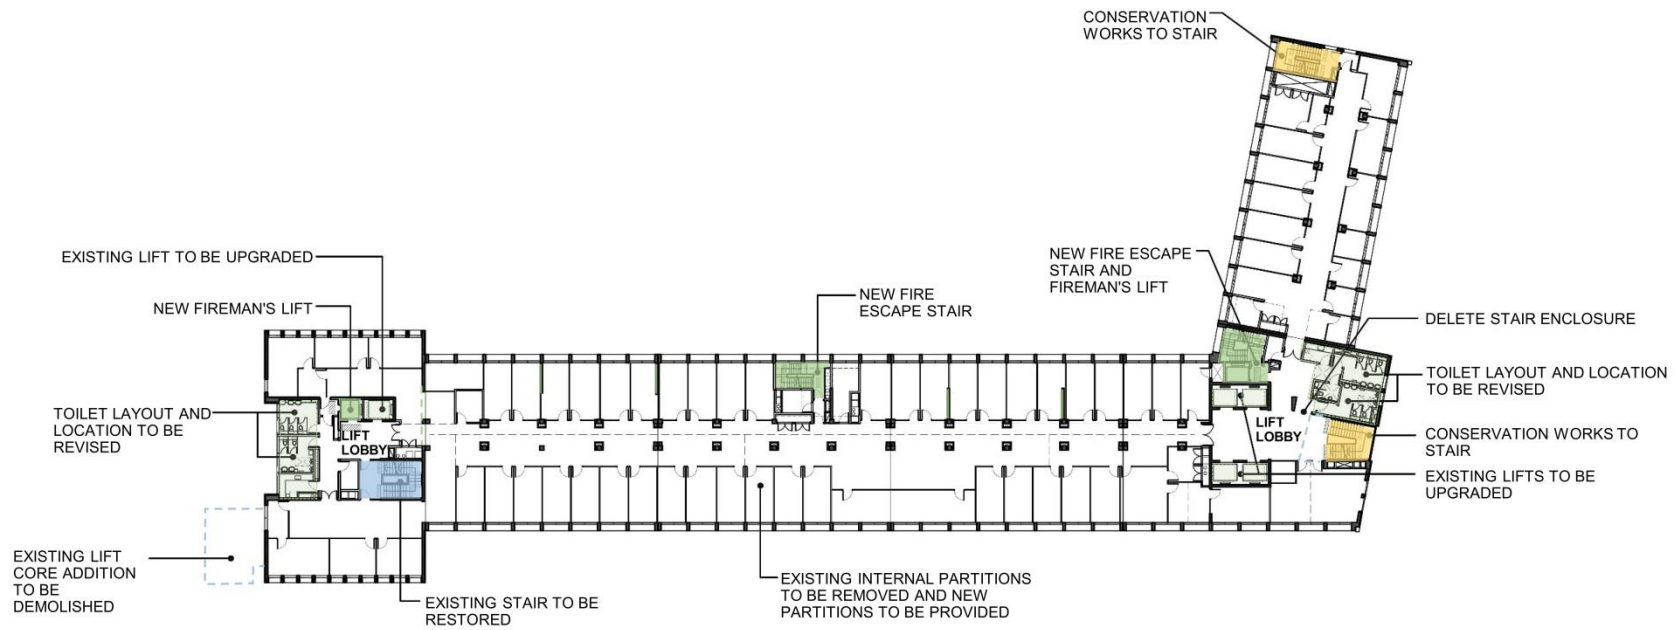 CONSERVATION
WORKS TO STAIR
EXISTING LIFT TO BE UPGRADED
NEW FIREMAN'S LIFT
NEW FIRE
ESCAPE STAIR
NEW FIRE ESCAPE
STAIR AND
FIREMAN'S LIFT
DELETE STAIR ENCLOSURE
TOILET LAYOUT AND LOCATION
TO BE REVISED
TOILET LAYOUT AND
LOCATION TO BE
REVISED
LIFT
LOBBY
LIFT
LOBBY
CONSERVATION WORKS TO
STAIR
EXISTING LIFTS TO BE
UPGRADED
EXISTING LIFT
CORE ADDITION
TO BE
DEMOLISHED
EXISTING STAIR TO BE
RESTORED
EXISTING INTERNAL PARTITIONS
TO BE REMOVED AND NEW
PARTITIONS TO BE PROVIDED